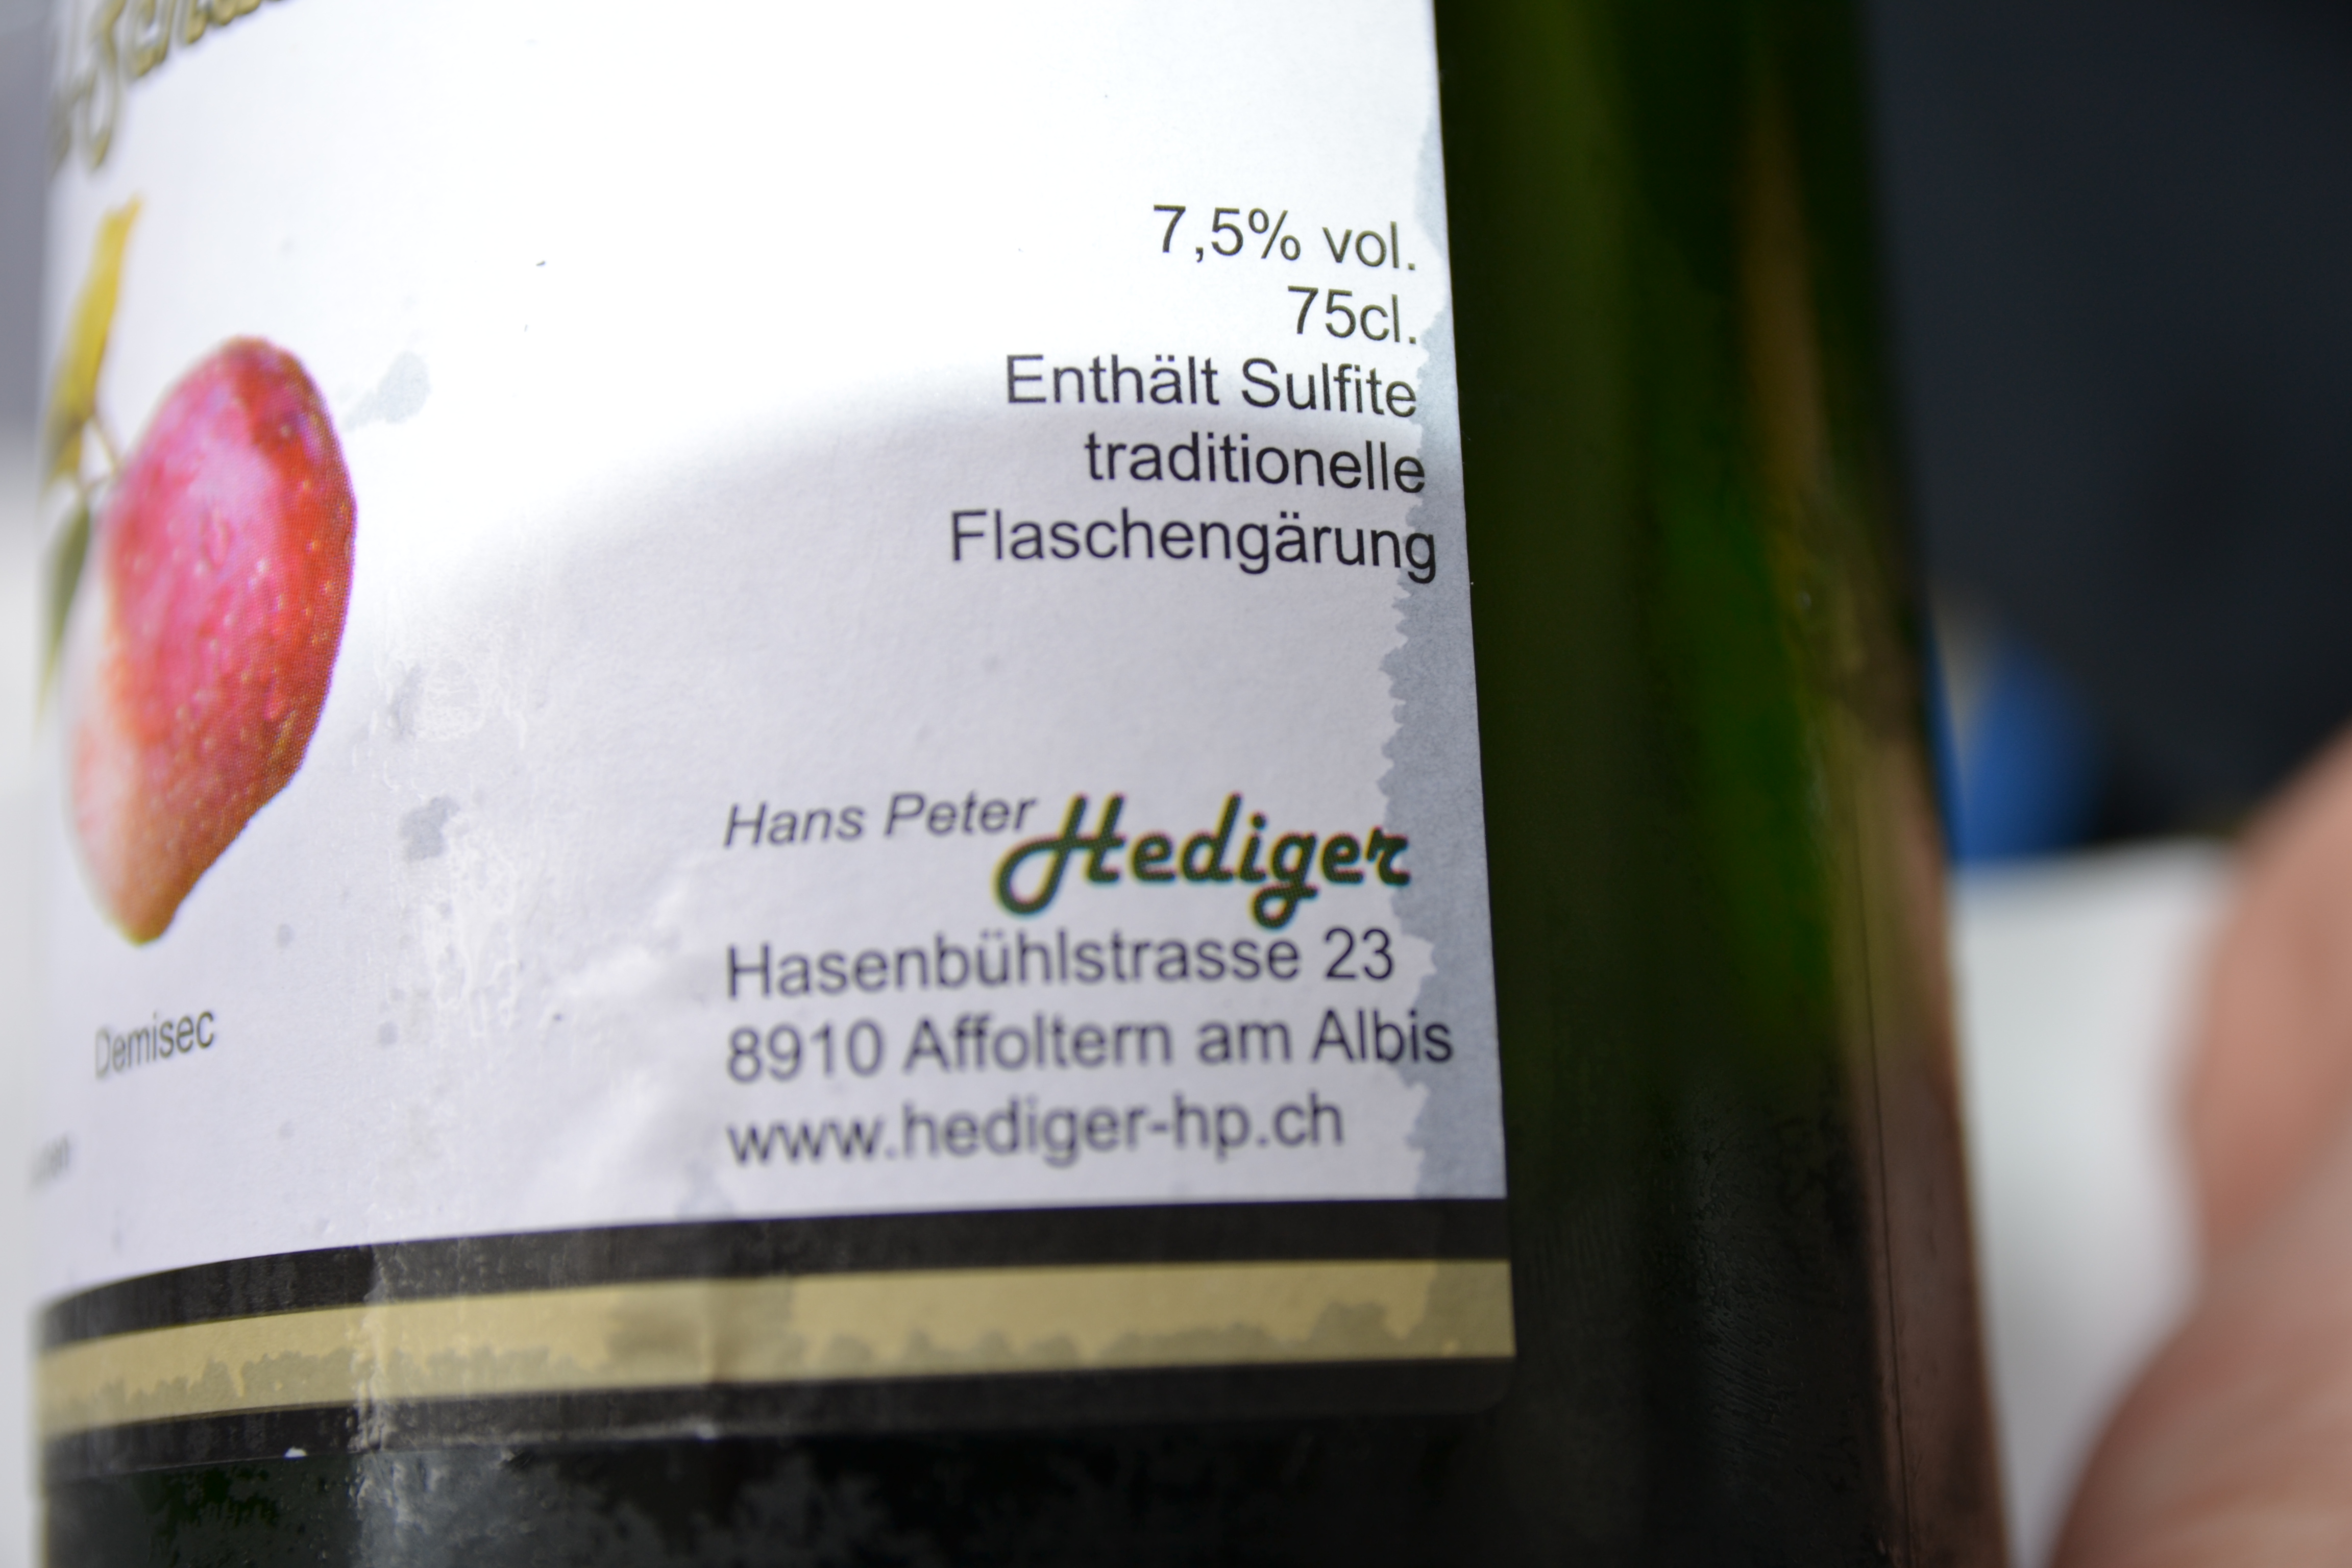 7,5% vol.
75cl.
Enthält Sulfite
traditionelle
Flaschengärung
Hans Peter Hediger
Hasenbühlstrasse 23
Demisec
8910 Affoltern am Albis
www.hediger-hp.ch